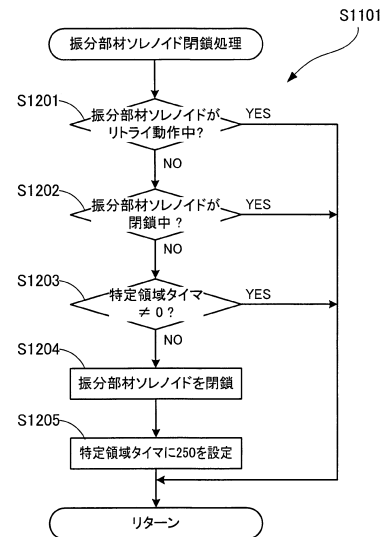 S1101
振分部材ソレノイド閉鎖処理
S1201
振分部材ソレノイドが
リトライ動作中?
YES
NO
S1202
振分部材ソレノイドが
閉鎖中?
YES
NO
S1203
特定領域タイマ
≠ 0?
YES
NO
S1204
振分部材ソレノイドを閉鎖
S1205
特定領域タイマに250を設定
リターン